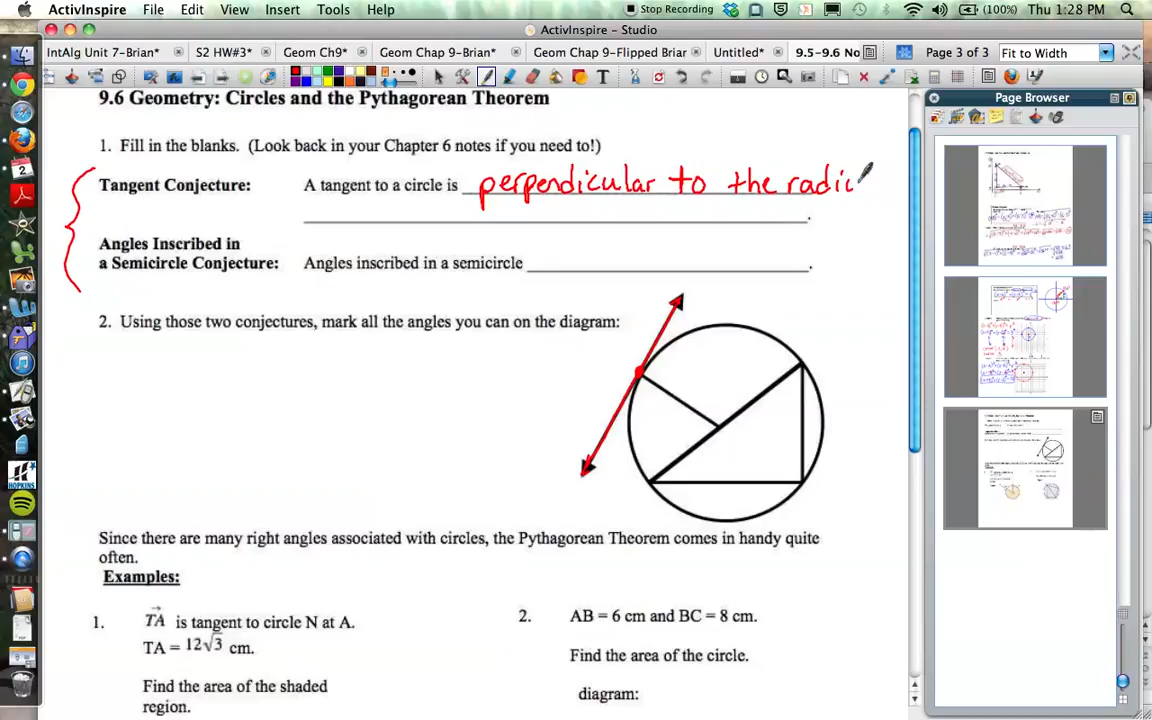 ActivInspire File Edit View Insert Tools Help Stop Recording (100%) Thu 1:28 PM
ActivInspire - Studio
IntAlg Unit 7-Brian* S2 HW#3* Geom Ch9* Geom Chap 9-Brian* Geom Chap 9-Flipped Briar Untitled* 9.5-9.6 No Page 3 of 3 Fit to Width
Page Browser
9.6 Geometry: Circles and the Pythagorean Theorem
1. Fill in the blanks. (Look back in your Chapter 6 notes if you need to!)
Tangent Conjecture: A tangent to a circle is perpendicular to the radiu
.
Angles Inscribed in
a Semicircle Conjecture: Angles inscribed in a semicircle .
2. Using those two conjectures, mark all the angles you can on the diagram:
Since there are many right angles associated with circles, the Pythagorean Theorem comes in handy quite
often.
Examples:
1. TA is tangent to circle N at A.
TA = 12√3 cm.
Find the area of the shaded
region.
2. AB = 6 cm and BC = 8 cm.
Find the area of the circle.
diagram:
HOPKINS